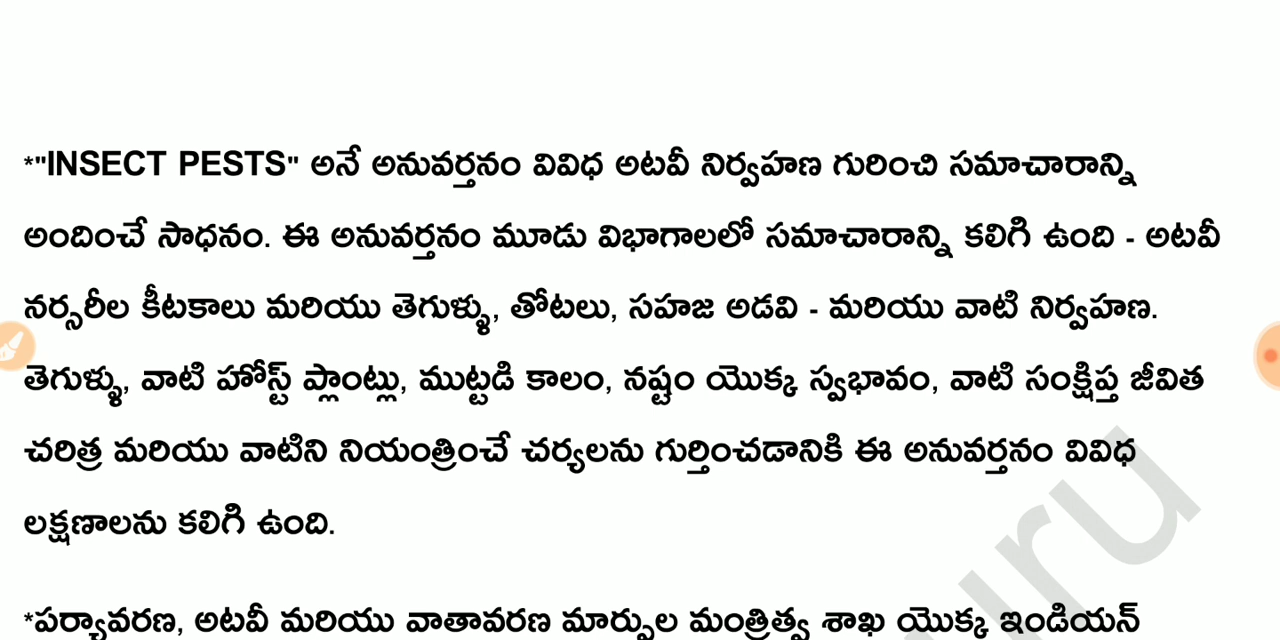 *"INSECT PESTS" అనే అనువర్తనం వివిధ అటవీ నిర్వహణ గురించి సమాచారాన్ని
అందించే సాధనం. ఈ అనువర్తనం మూడు విభాగాలలో సమాచారాన్ని కలిగి ఉంది - అటవీ
నర్సరీల కీటకాలు మరియు తెగుళ్ళు, తోటలు, సహజ అడవి - మరియు వాటి నిర్వహణ.
తెగుళ్ళు, వాటి హోస్ట్ ప్లాంట్లు, ముట్టడి కాలం, నష్టం యొక్క స్వభావం, వాటి సంక్షిప్త జీవిత
చరిత్ర మరియు వాటిని నియంత్రించే చర్యలను గుర్తించడానికి ఈ అనువర్తనం వివిధ
లక్షణాలను కలిగి ఉంది.
*పర్యావరణ, అటవీ మరియు వాతావరణ మార్పుల మంత్రిత్వ శాఖ యొక్క ఇండియన్